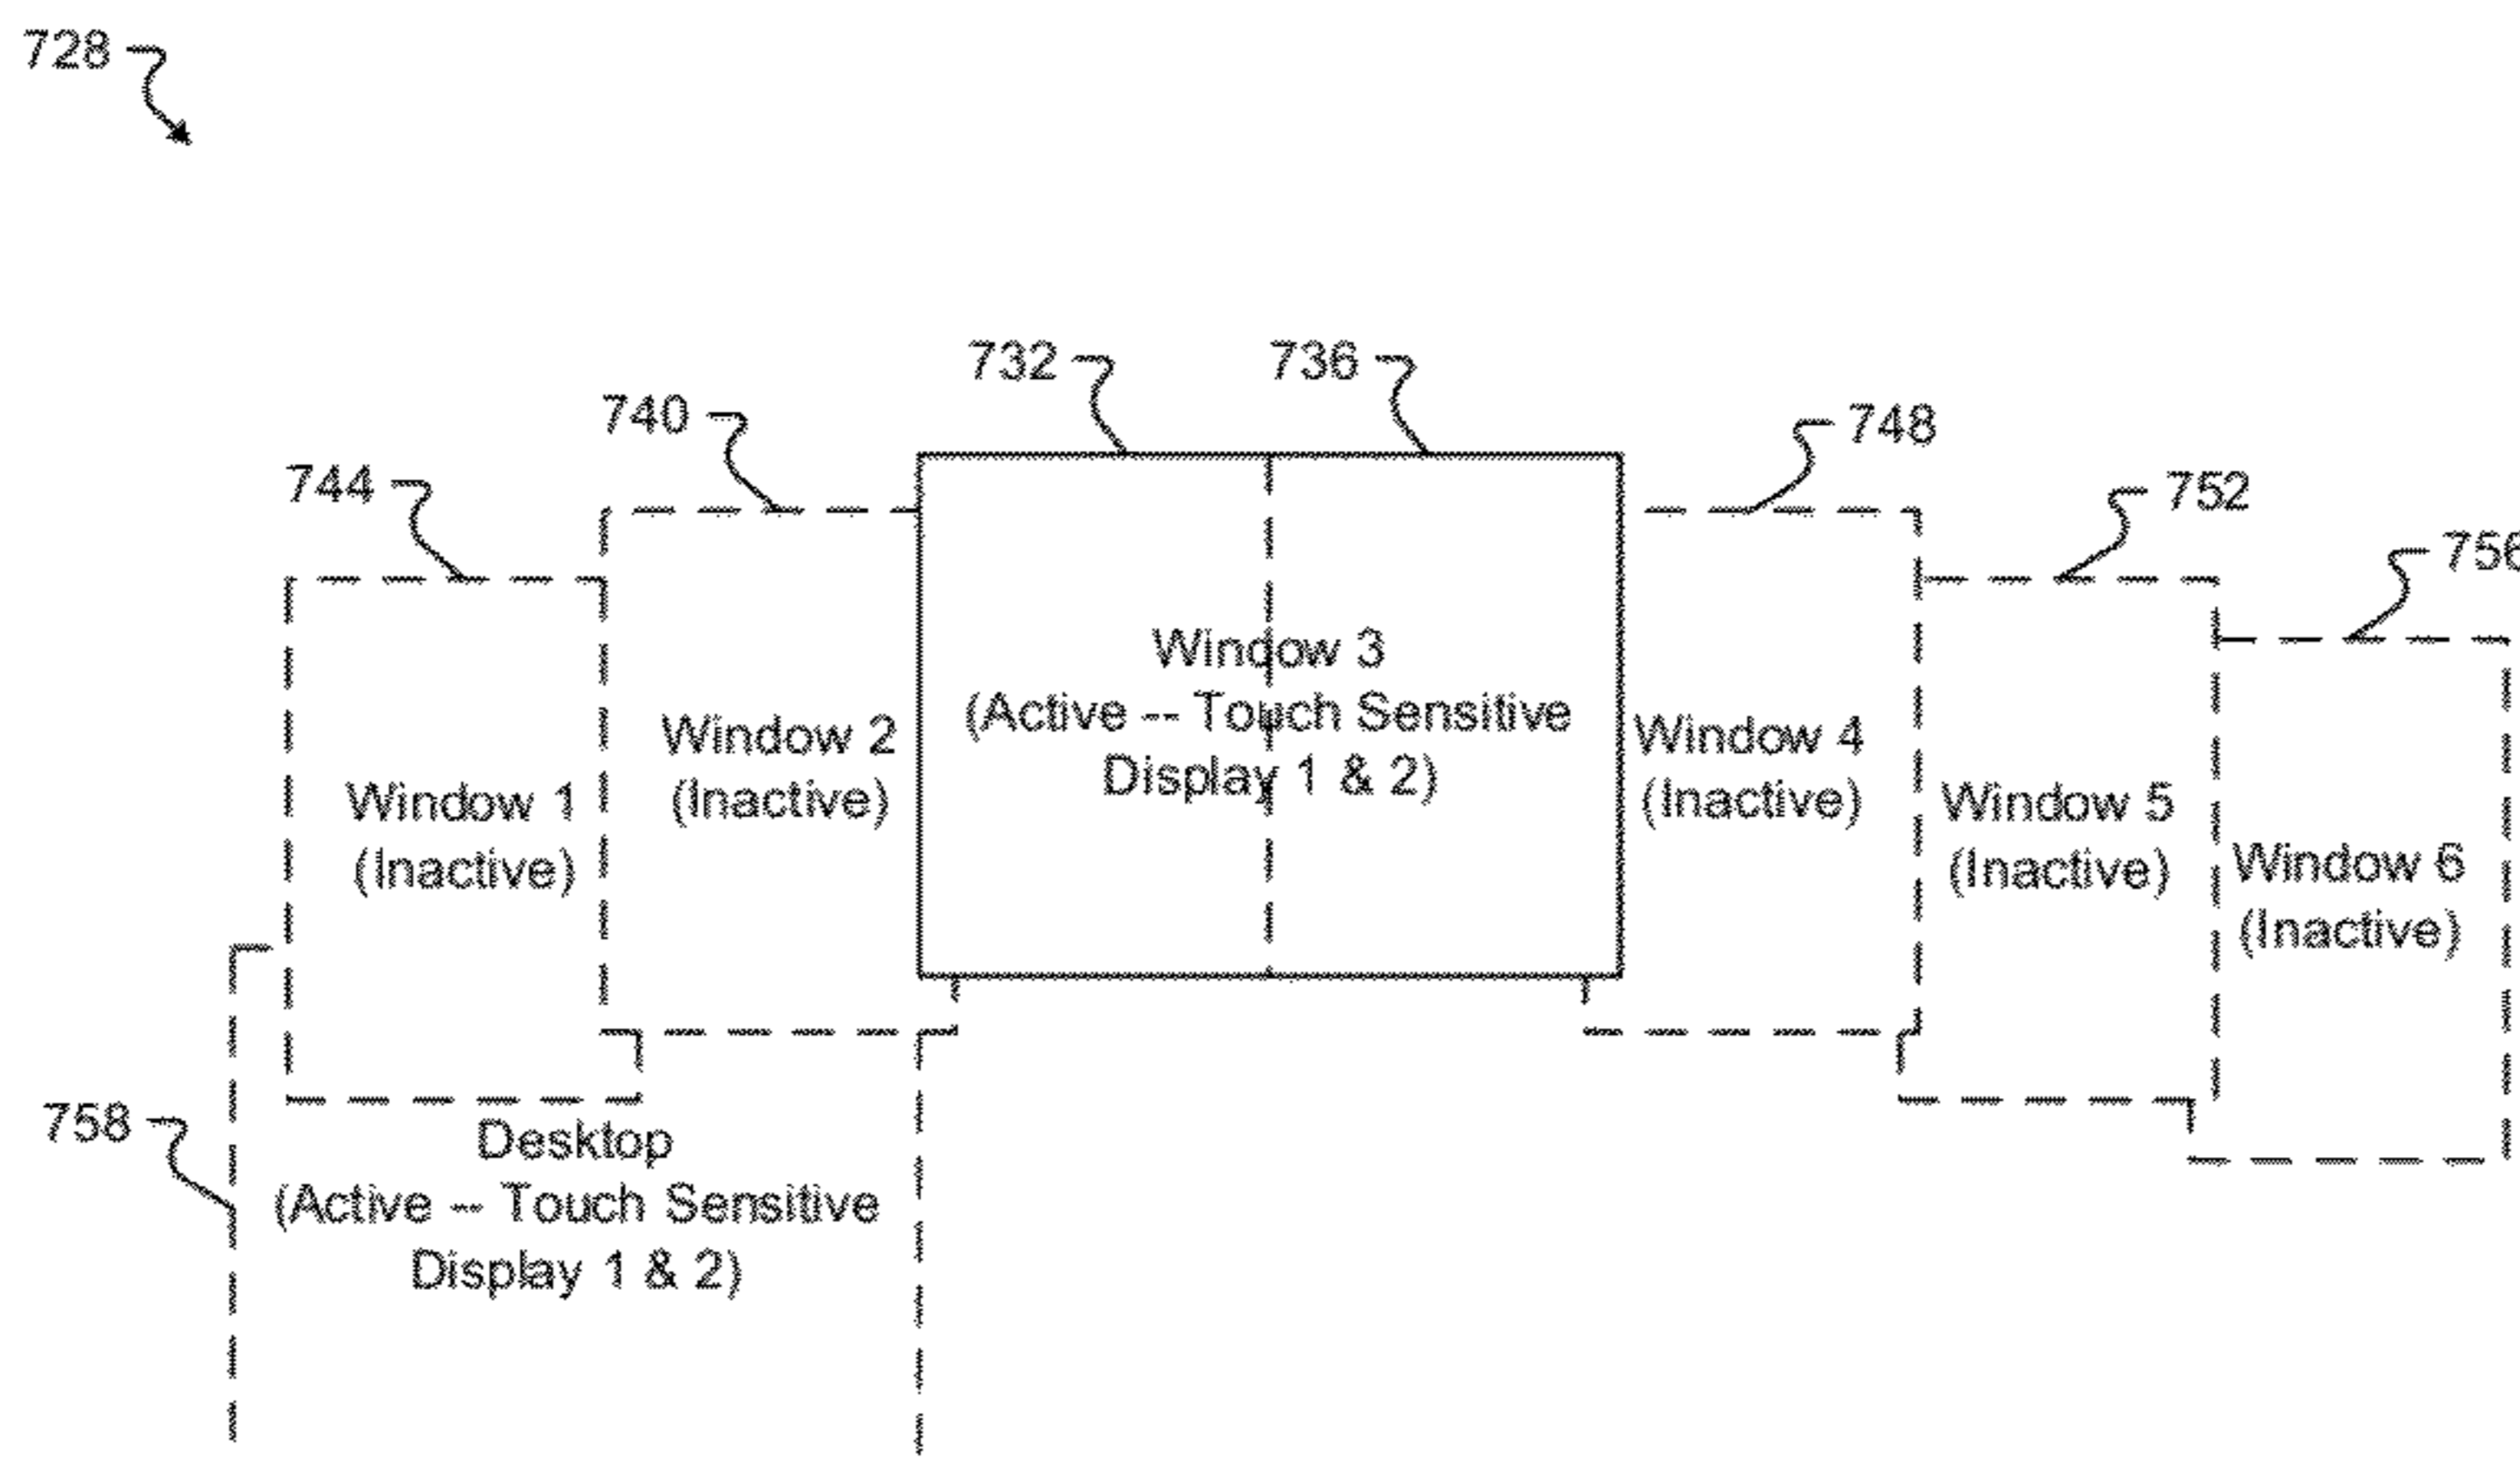 728
732
736
740
748
744
752
756
Window 3
(Active -- Touch Sensitive
Display 1 & 2)
Window 2
(Inactive)
Window 4
(Inactive)
Window 1
(Inactive)
Window 5
(Inactive)
Window 6
(Inactive)
758
Desktop
(Active -- Touch Sensitive
Display 1 & 2)